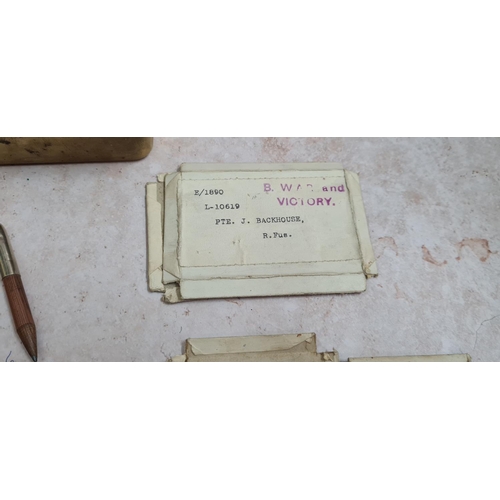 E/1890
B. WAR and
VICTORY.
L-10619
PTE. J. BACKHOUSE,
R.Fus.